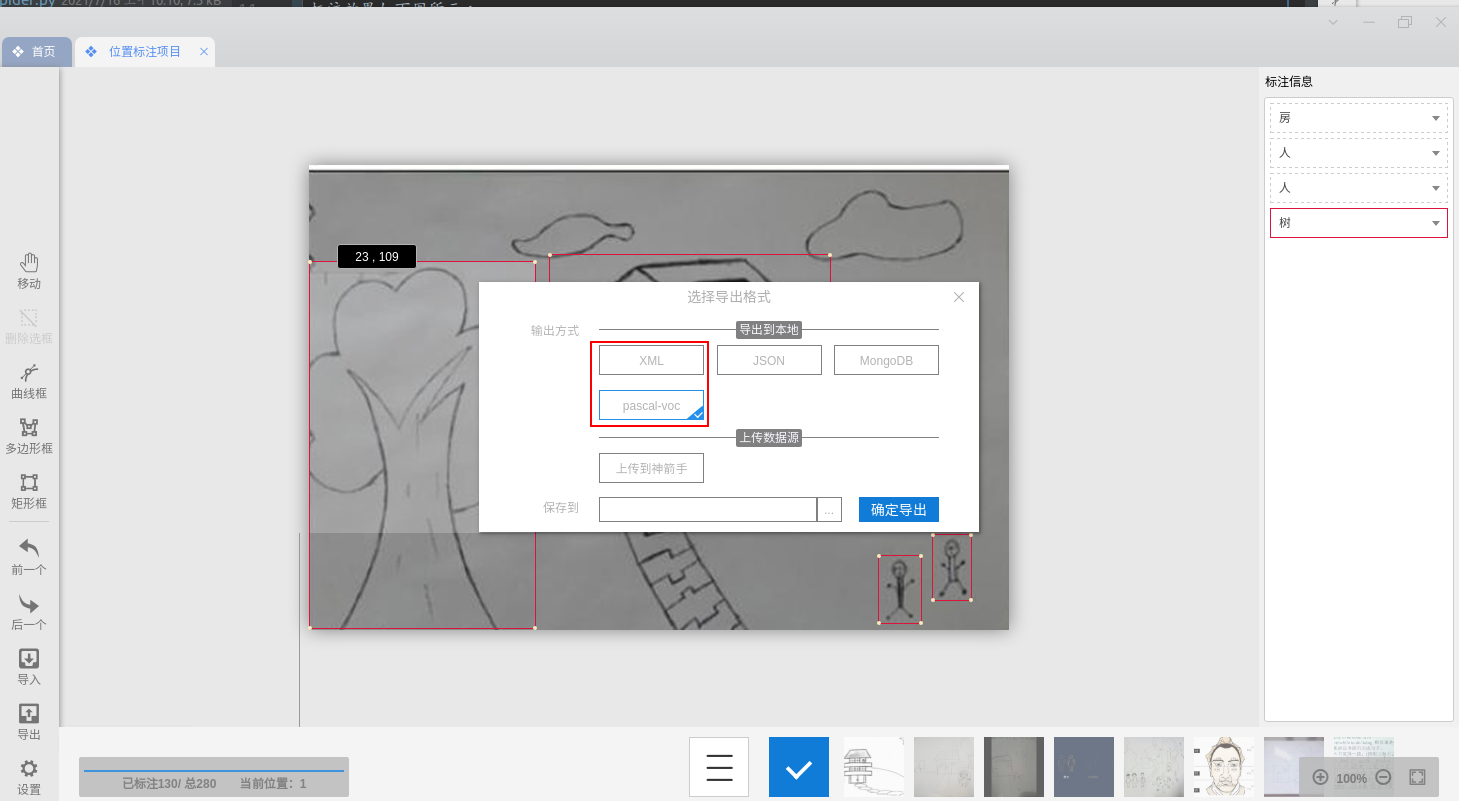 pider.py 2021/7/16
首页
位置标注项目
标注信息
房
人
人
树
移动
删除选框
曲线框
多边形框
矩形框
前一个
后一个
导入
导出
设置
23 , 109
选择导出格式
输出方式
导出到本地
XML
JSON
MongoDB
pascal-voc
上传数据源
上传到神箭手
保存到
...
确定导出
已标注130/ 总280 当前位置：1
100%